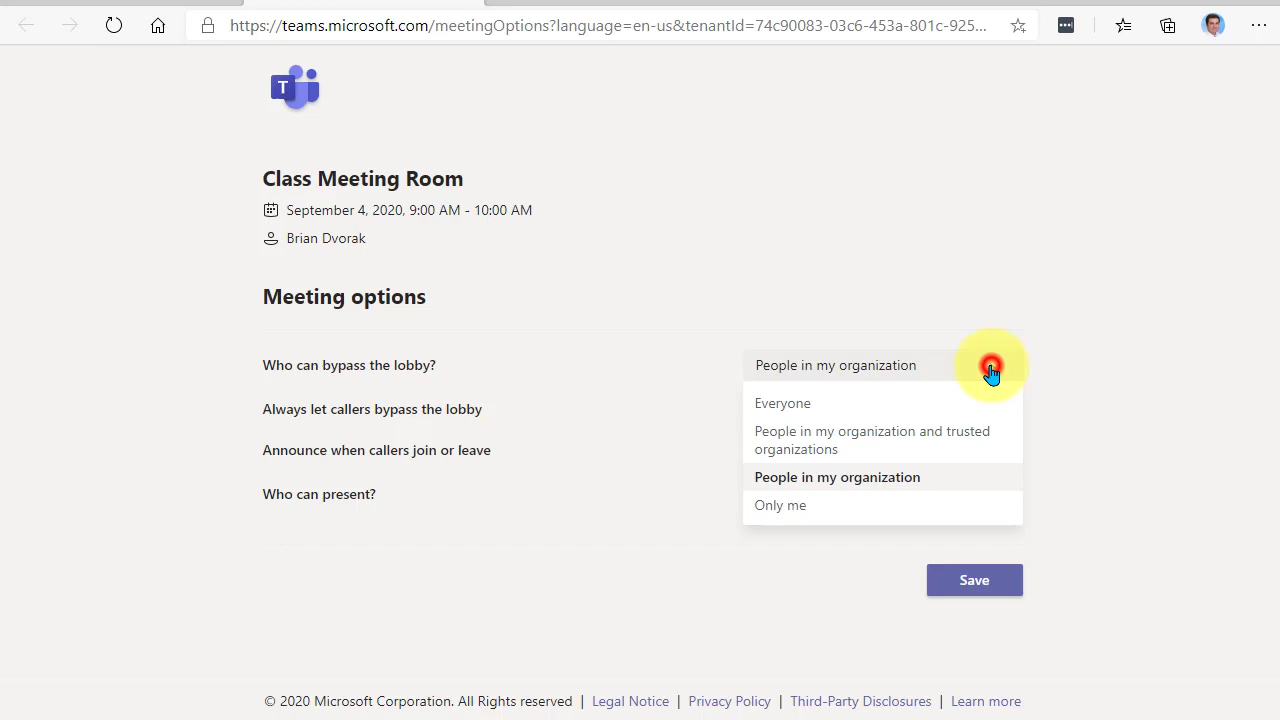 https://teams.microsoft.com/meetingOptions?language=en-us&tenantId=74c90083-03c6-453a-801c-925...
T
Class Meeting Room
September 4, 2020, 9:00 AM - 10:00 AM
Brian Dvorak
Meeting options
Who can bypass the lobby?
People in my organization
Everyone
Always let callers bypass the lobby
People in my organization and trusted
organizations
Announce when callers join or leave
People in my organization
Who can present?
Only me
Save
© 2020 Microsoft Corporation. All Rights reserved | Legal Notice | Privacy Policy | Third-Party Disclosures | Learn more